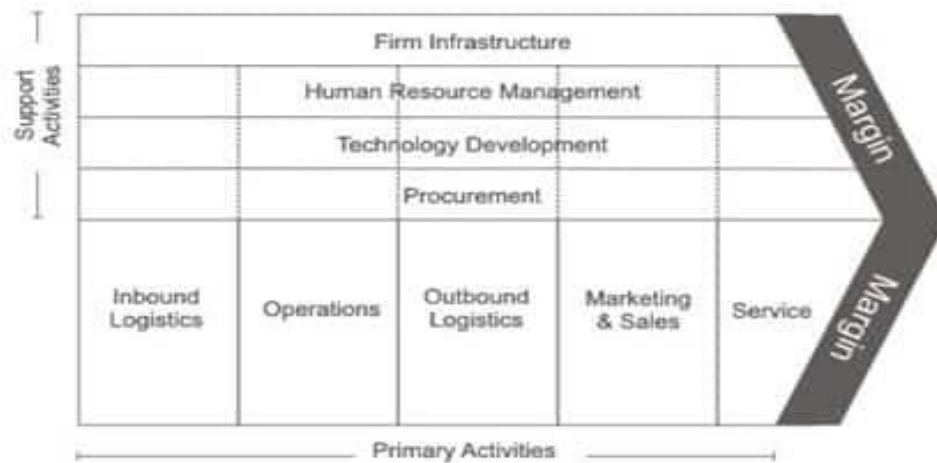 Support
Activities
Firm Infrastructure
Human Resource Management
Technology Development
Procurement
Margin
Inbound
Logistics
Operations
Outbound
Logistics
Marketing
& Sales
Service
Margin
Primary Activities